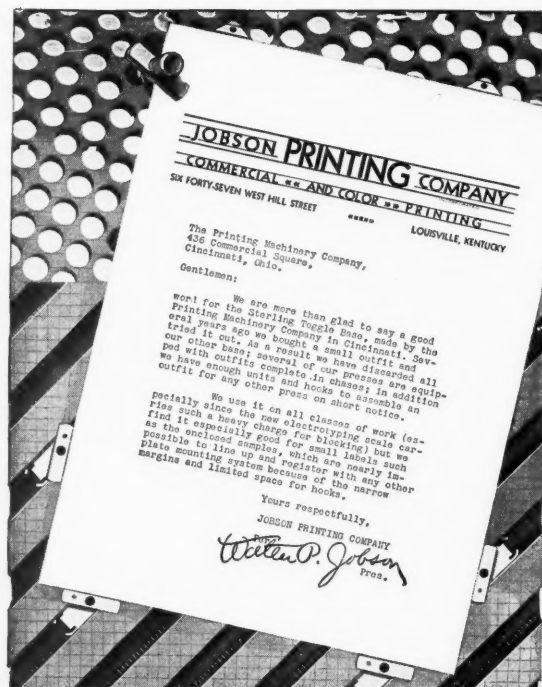 JOBSON PRINTING COMPANY
COMMERCIAL «« AND COLOR »» PRINTING
SIX FORTY-SEVEN WEST HILL STREET
LOUISVILLE, KENTUCKY
The Printing Machinery Company,
436 Commercial Square,
Cincinnati, Ohio.
Gentlemen:
We are more than glad to say a good
word for the Sterling Toggle Base, made by the
Printing Machinery Company in Cincinnati. Sev-
eral years ago we bought a small outfit and
tried it out. As a result we have discarded all
our other base; several of our presses are equip-
ped with outfits complete in chases; in addition
we have enough units and hooks to assemble an
outfit for any other press on short notice.
We use it on all classes of work (es-
pecially since the new electrotyping scale car-
ries such a heavy charge for blocking) but we
find it especially good for small labels such
as the enclosed samples, which are nearly im-
possible to line up and register with any other
plate mounting system because of the narrow
margins and limited space for hooks.
Yours respectfully,
JOBSON PRINTING COMPANY
Per
Walter P. Jobson
Pres.